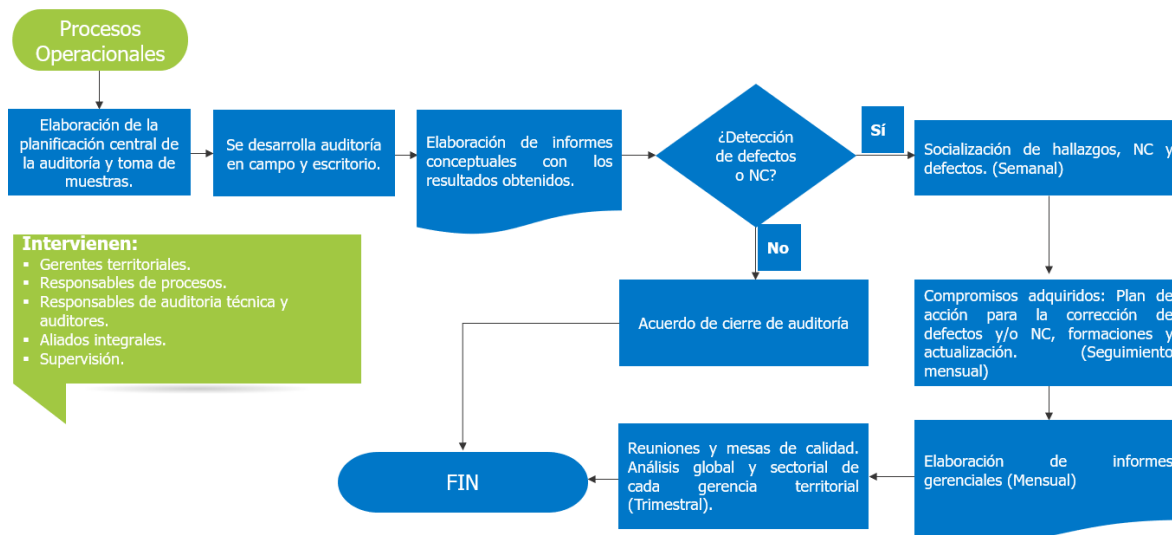 Procesos
Operacionales
Elaboración de la
planificación central de
la auditoría y toma de
muestras.
Se desarrolla auditoría
en campo y escritorio.
Elaboración de informes
conceptuales con los
resultados obtenidos.
¿Detección
de defectos
o NC?
Sí
Socialización de hallazgos, NC y
defectos. (Semanal)
No
Intervienen:
▪ Gerentes territoriales.
▪ Responsables de procesos.
▪ Responsables de auditoria técnica y
auditores.
▪ Aliados integrales.
▪ Supervisión.
Acuerdo de cierre de auditoría
Compromisos adquiridos: Plan de
acción para la corrección de
defectos y/o NC, formaciones y
actualización. (Seguimiento
mensual)
FIN
Reuniones y mesas de calidad.
Análisis global y sectorial de
cada gerencia territorial
(Trimestral).
Elaboración de informes
gerenciales (Mensual)